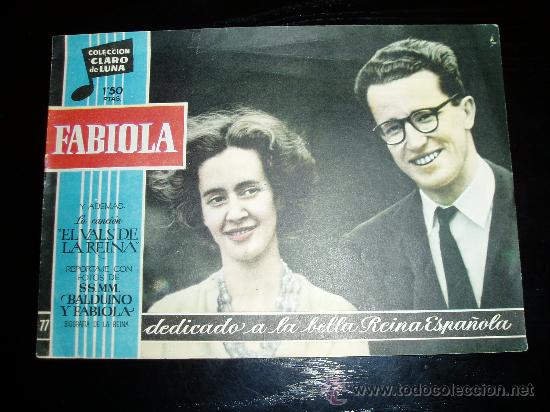 COLECCION
"CLARO
de LUNA"
1'50
PTAS.
FABIOLA
Y ADEMAS:
La canción
"EL VALS DE
LA REINA"
REPORTAJE CON
FOTOS DE
SS.MM.
BALDUINO
Y FABIOLA
BIOGRAFIA DE LA REINA
77
dedicado a la bella Reina Española
todocoleccion.net